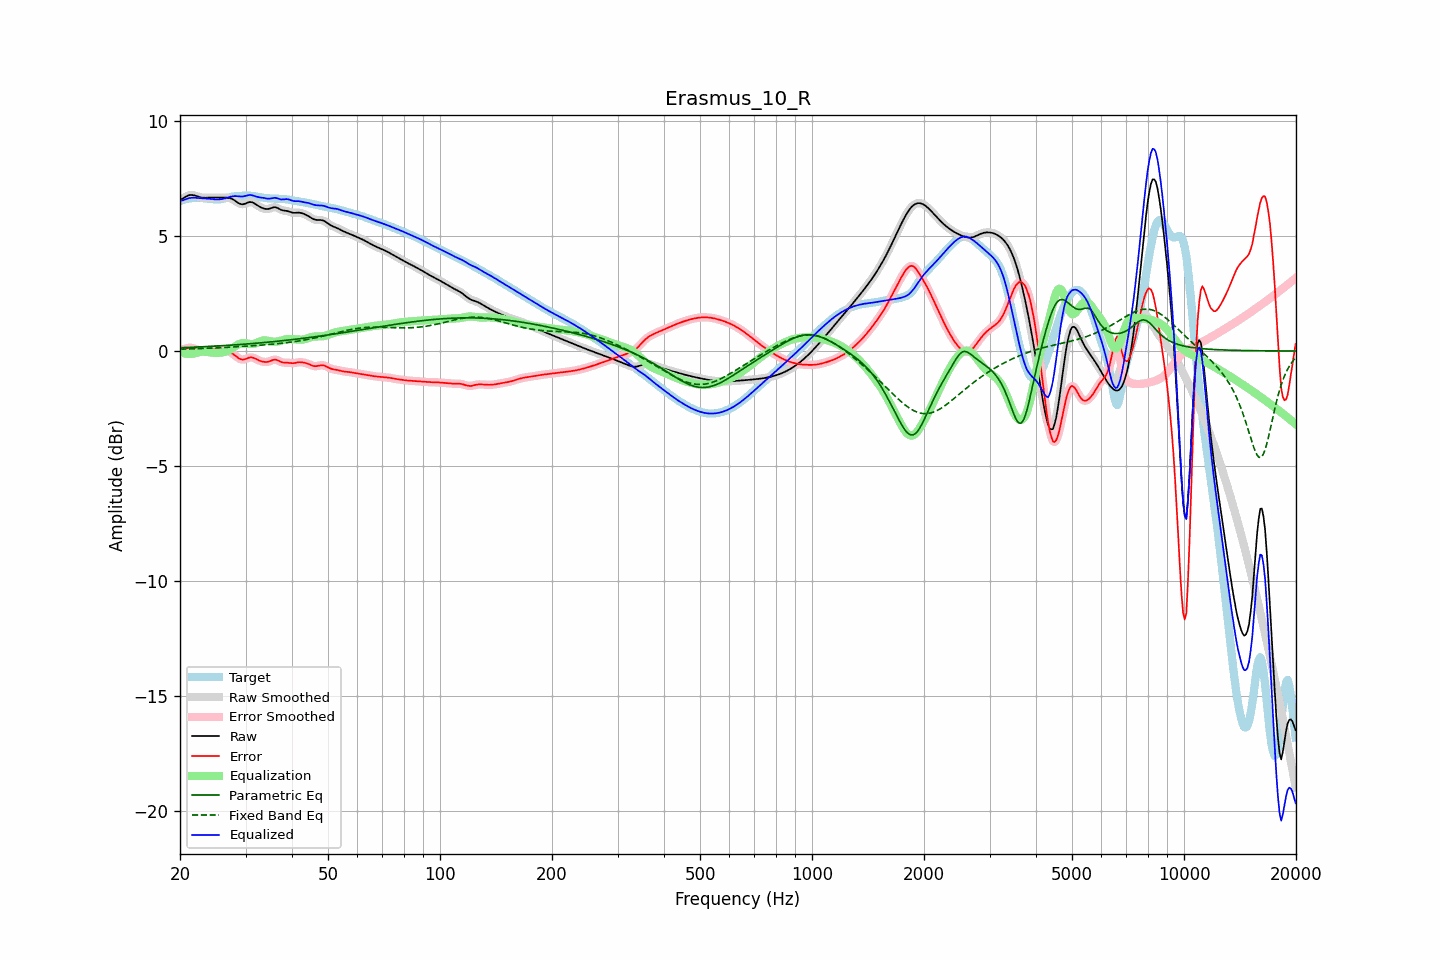 Erasmus_10_R
10
5
0
−5
−10
−15
−20
Amplitude (dBr)
Target
Raw Smoothed
Error Smoothed
Raw
Error
Equalization
Parametric Eq
Fixed Band Eq
Equalized
20
50
100
200
500
1000
2000
5000
10000
20000
Frequency (Hz)